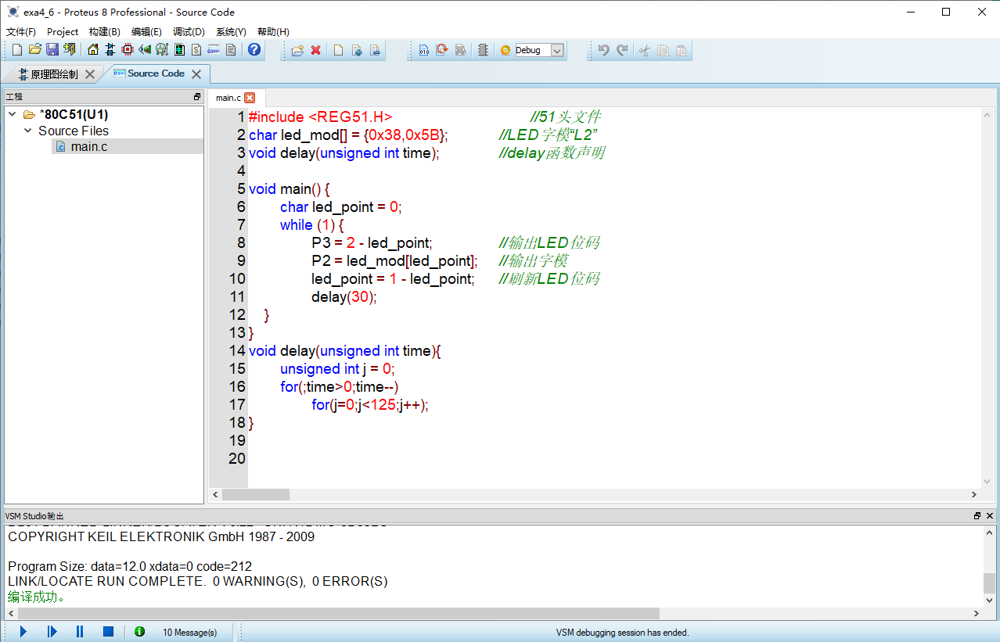 exa4_6 - Proteus 8 Professional - Source Code
文件(F) Project 构建(B) 编辑(E) 调试(D) 系统(Y) 帮助(H)
Debug
原理图绘制 Source Code
工程
main.c
*80C51(U1)
Source Files
main.c
1 #include <REG51.H> //51头文件
2 char led_mod[] = {0x38,0x5B}; //LED字模“L2”
3 void delay(unsigned int time); //delay函数声明
4
5 void main() {
6 char led_point = 0;
7 while (1) {
8 P3 = 2 - led_point; //输出LED位码
9 P2 = led_mod[led_point]; //输出字模
10 led_point = 1 - led_point; //刷新LED位码
11 delay(30);
12 }
13 }
14 void delay(unsigned int time){
15 unsigned int j = 0;
16 for(;time>0;time--)
17 for(j=0;j<125;j++);
18 }
19
20
VSM Studio输出
COPYRIGHT KEIL ELEKTRONIK GmbH 1987 - 2009
Program Size: data=12.0 xdata=0 code=212
LINK/LOCATE RUN COMPLETE. 0 WARNING(S), 0 ERROR(S)
编译成功。
10 Message(s) VSM debugging session has ended.